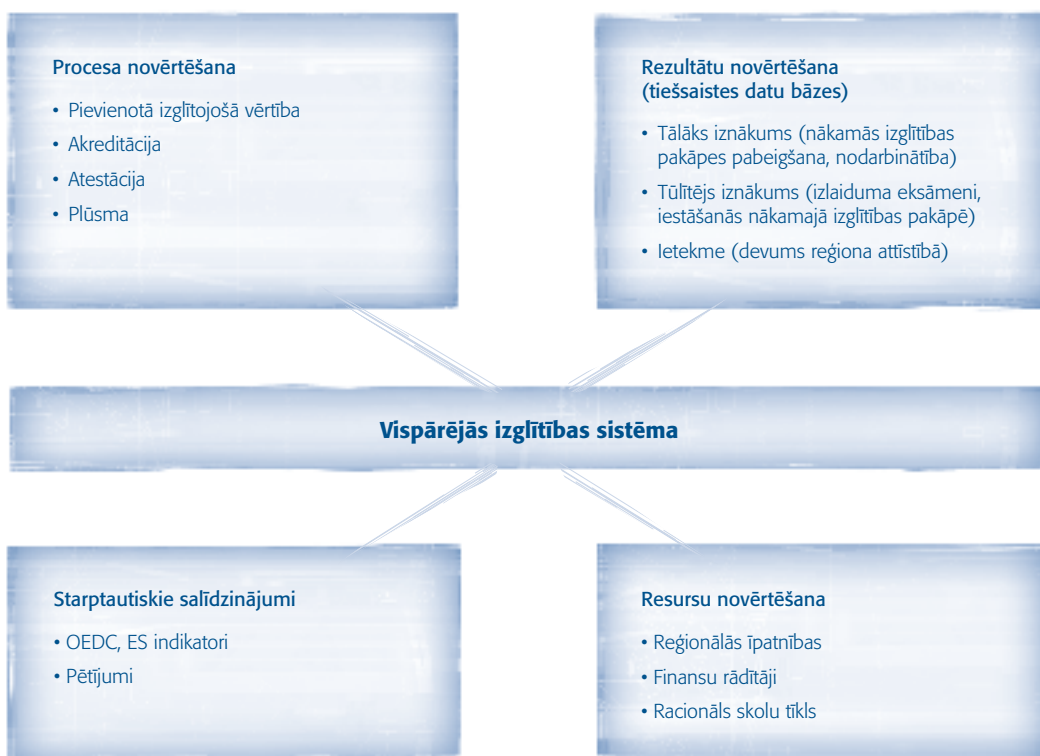 Procesa novērtēšana
• Pievienotā izglītojošā vērtība
• Akreditācija
• Atestācija
• Plūsma
Rezultātu novērtēšana
(tiešsaistes datu bāzes)
• Tālāks iznākums (nākamās izglītības
pakāpes pabeigšana, nodarbinātība)
• Tūlītējs iznākums (izlaiduma eksāmeni,
iestāšanās nākamajā izglītības pakāpē)
• Ietekme (devums reģiona attīstībā)
Vispārējās izglītības sistēma
Starptautiskie salīdzinājumi
• OEDC, ES indikatori
• Pētījumi
Resursu novērtēšana
• Reģionālās īpatnības
• Finansu rādītāji
• Racionāls skolu tīkls